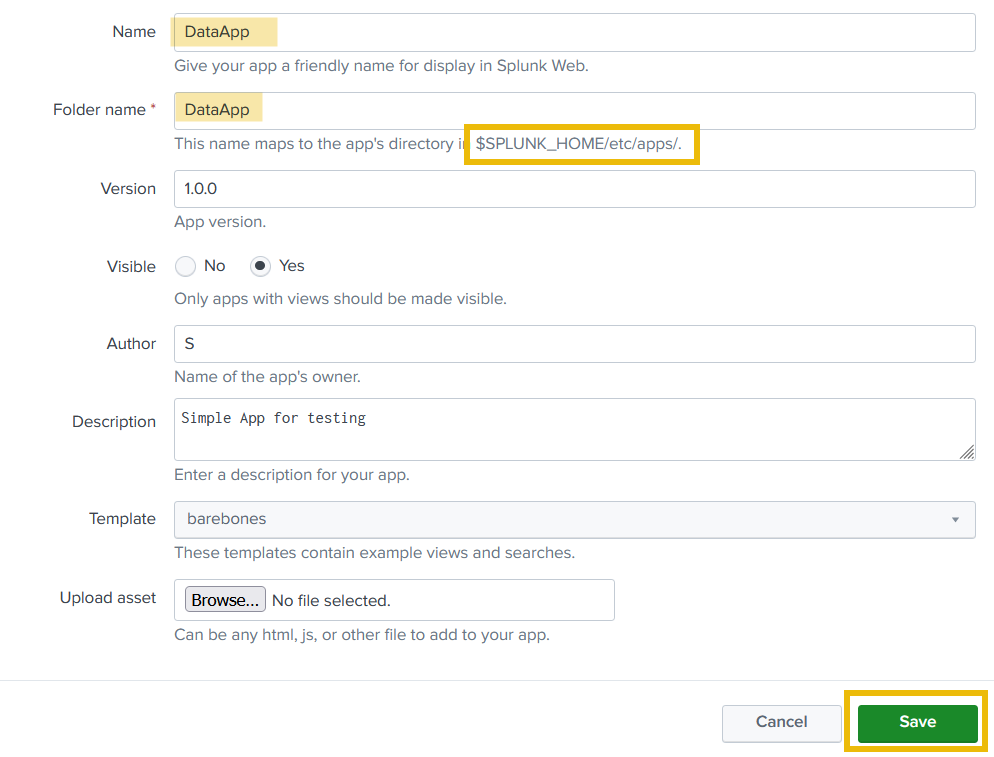 Name DataApp
Give your app a friendly name for display in Splunk Web.
Folder name * DataApp
This name maps to the app's directory in $SPLUNK_HOME/etc/apps/.
Version 1.0.0
App version.
Visible No Yes
Only apps with views should be made visible.
Author S
Name of the app's owner.
Description Simple App for testing
Enter a description for your app.
Template barebones
These templates contain example views and searches.
Upload asset Browse... No file selected.
Can be any html, js, or other file to add to your app.
Cancel Save